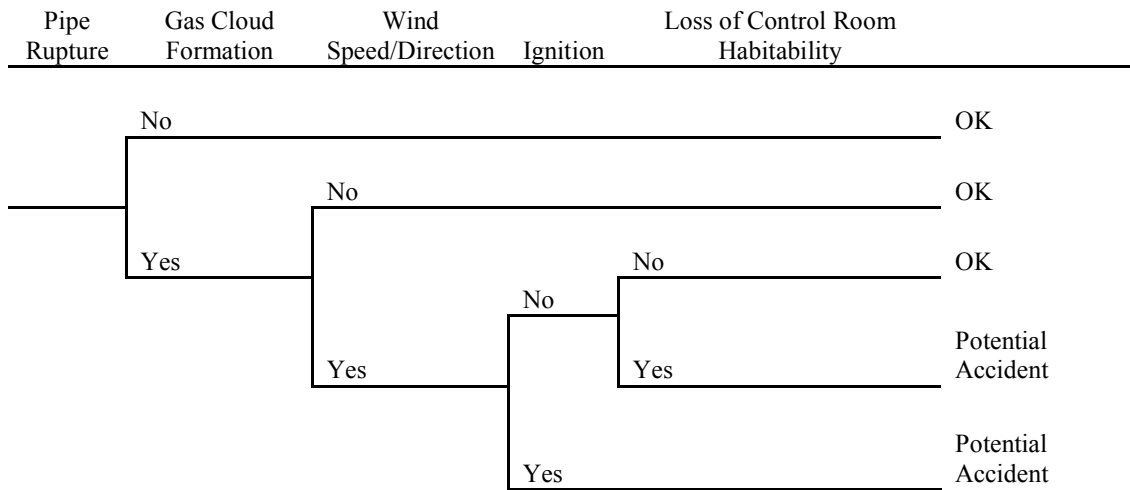 Pipe
Rupture
Gas Cloud
Formation
Wind
Speed/Direction
Ignition
Loss of Control Room
Habitability
No
OK
No
OK
Yes
No
OK
No
Yes
Yes
Potential
Accident
Yes
Potential
Accident